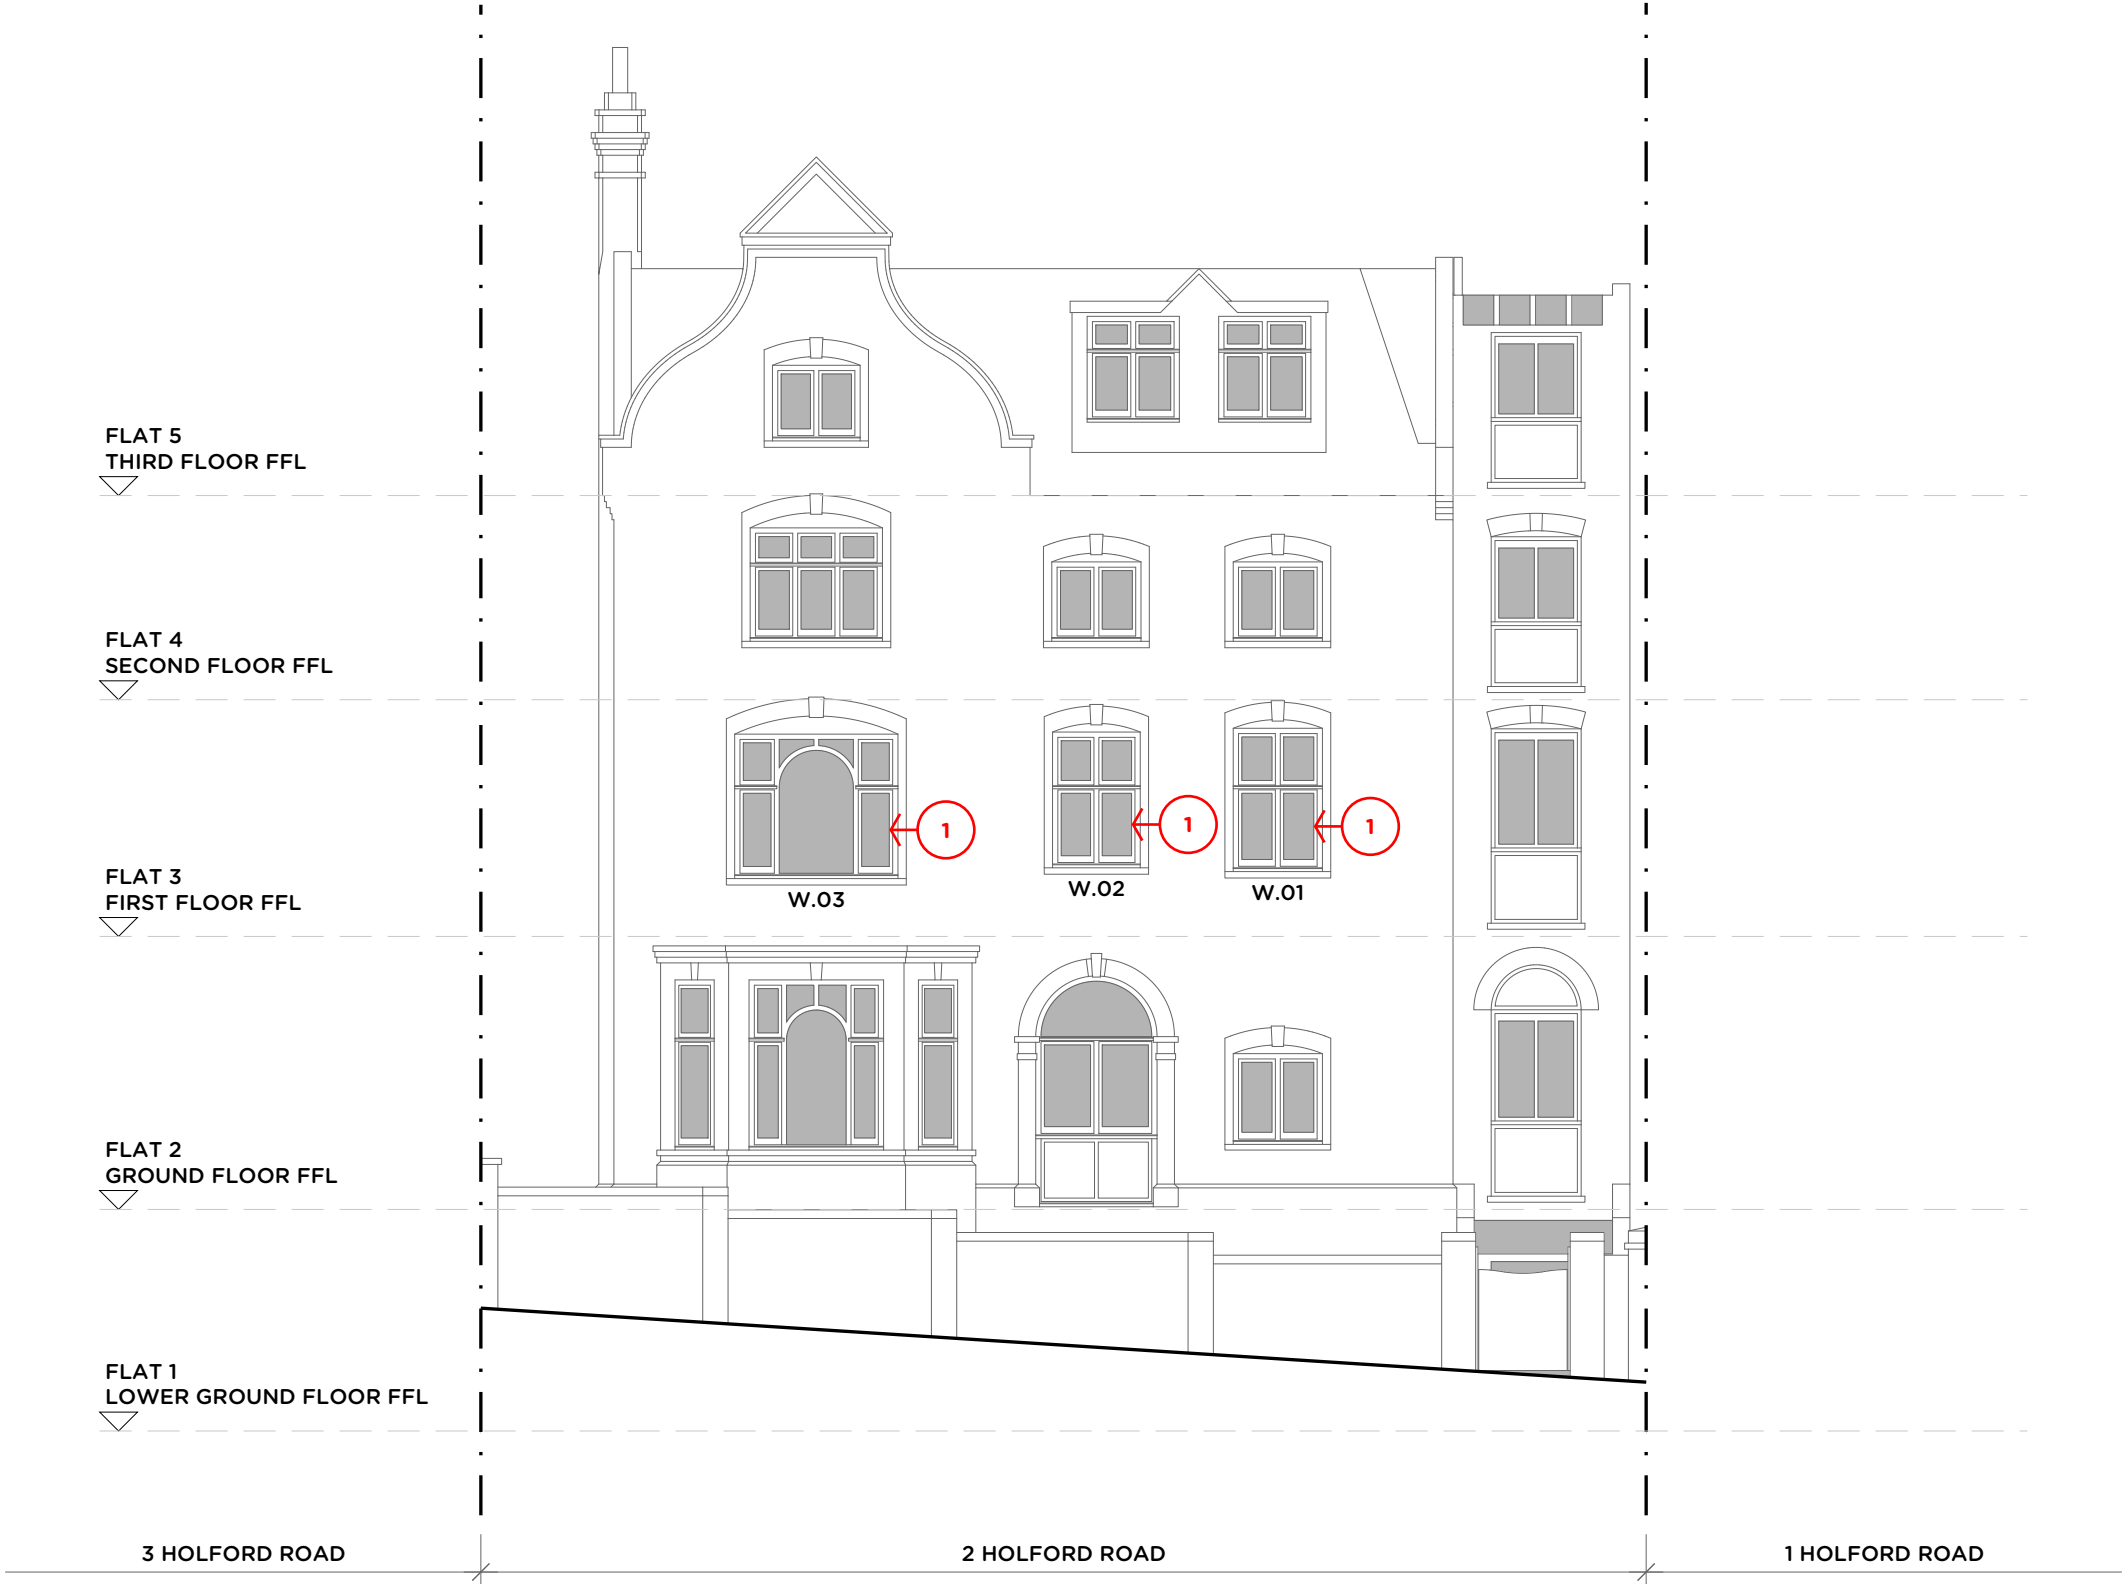 FLAT 5
THIRD FLOOR FFL
FLAT 4
SECOND FLOOR FFL
FLAT 3
FIRST FLOOR FFL
1
1
1
W.03
W.02
W.01
FLAT 2
GROUND FLOOR FFL
FLAT 1
LOWER GROUND FLOOR FFL
3 HOLFORD ROAD
2 HOLFORD ROAD
1 HOLFORD ROAD